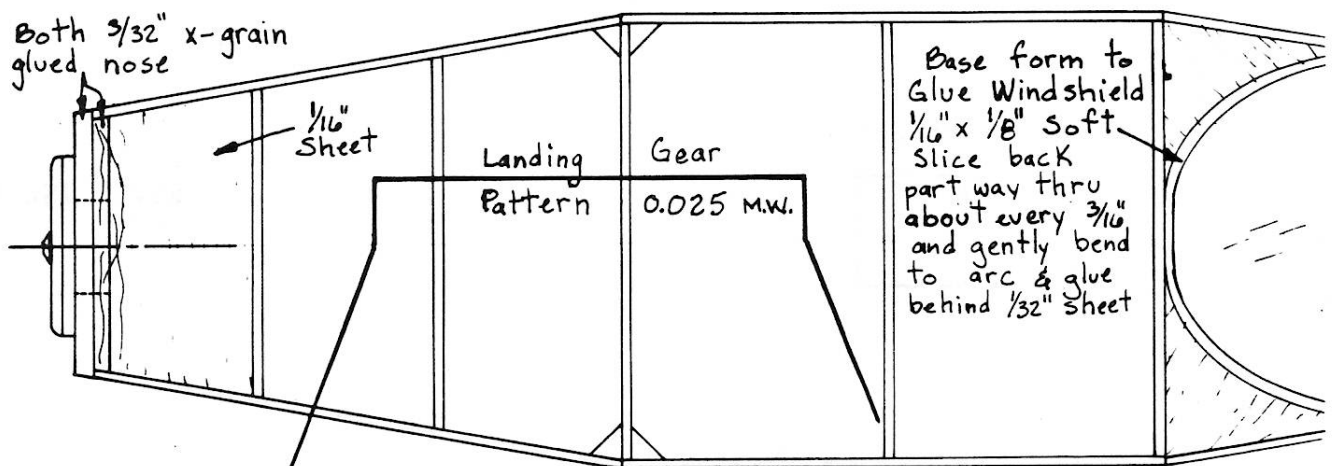 Both 3/32" x-grain
glued nose
1/16"
Sheet
Landing Gear
Pattern 0.025 M.W.
Base form to
Glue Windshield
1/16" x 1/8" soft
Slice back
part way thru
about every 3/16"
and gently bend
to arc & glue
behind 1/32" sheet